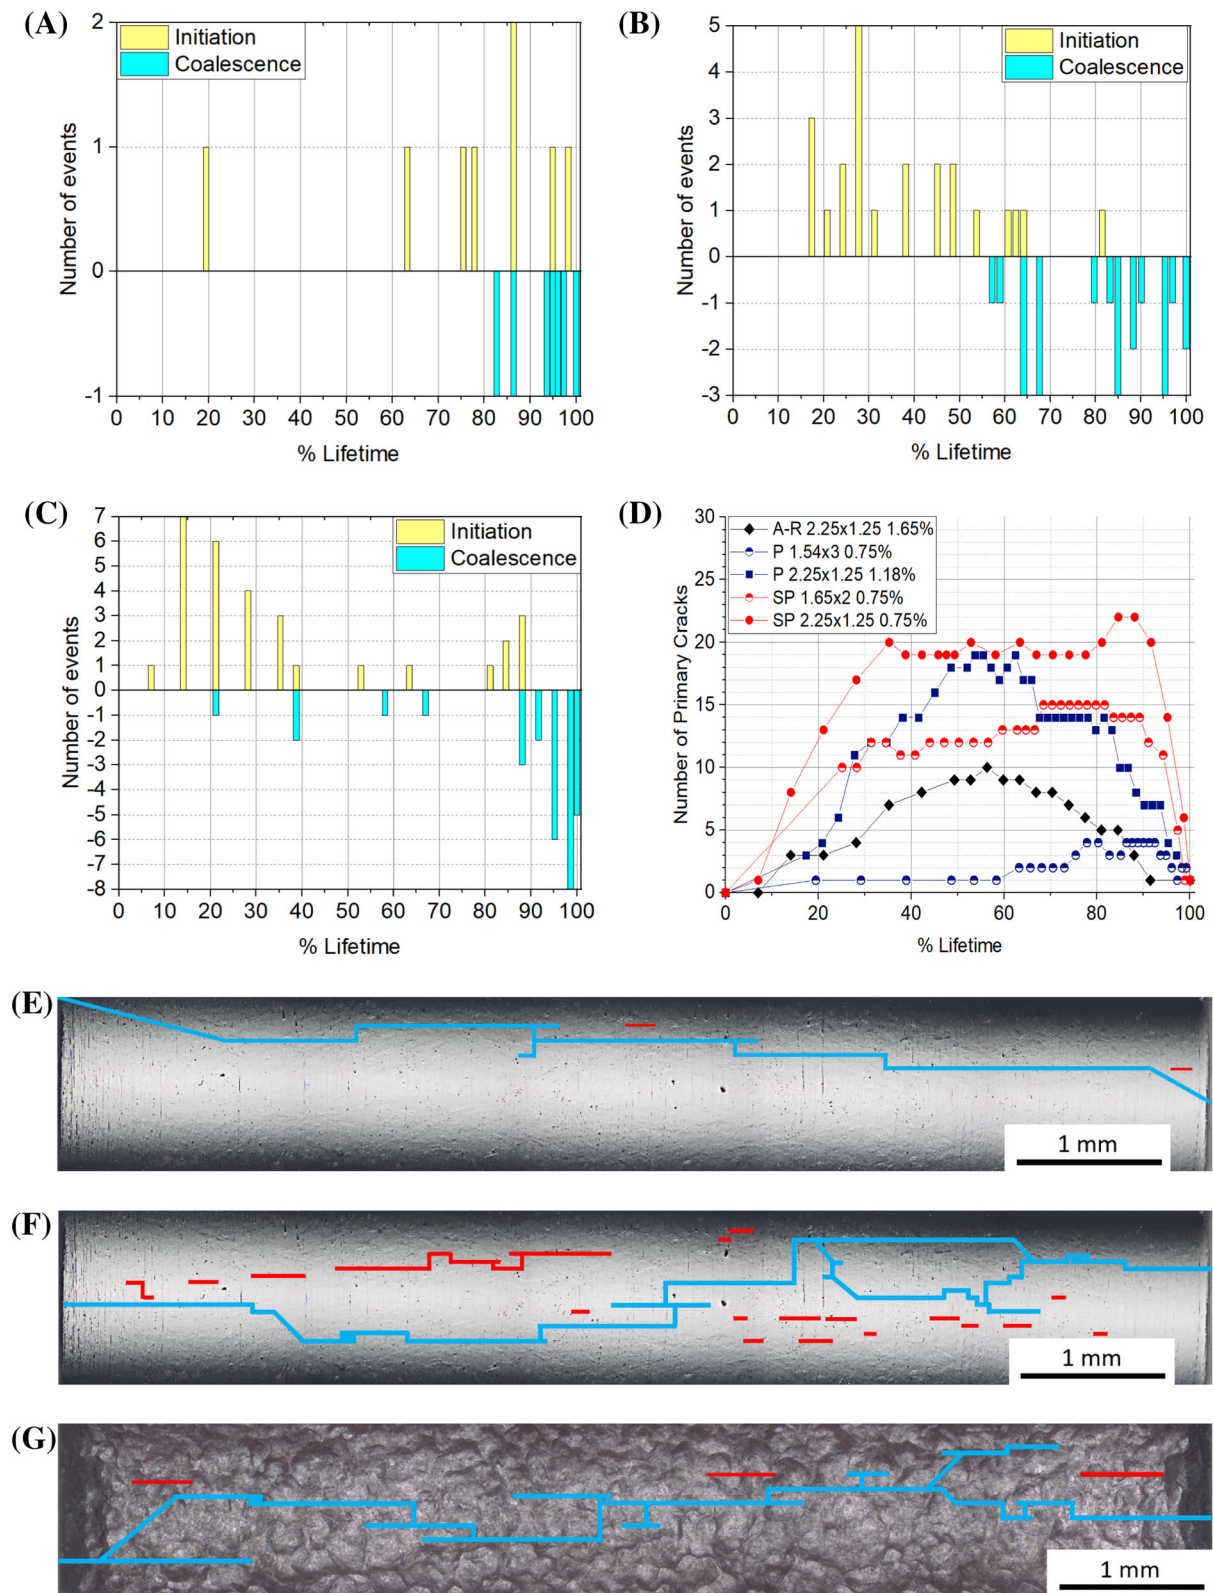 (A)
2
Initiation
Coalescence
Number of events
1
0
-1
0 10 20 30 40 50 60 70 80 90 100
% Lifetime
(B)
5
Initiation
Coalescence
4
3
Number of events
2
1
0
-1
-2
-3
0 10 20 30 40 50 60 70 80 90 100
% Lifetime
(C)
7
Initiation
6
Coalescence
5
4
3
2
1
Number of events
0
-1
-2
-3
-4
-5
-6
-7
-8
0 10 20 30 40 50 60 70 80 90 100
% Lifetime
(D)
30
A-R 2.25x1.25 1.65%
P 1.54x3 0.75%
P 2.25x1.25 1.18%
SP 1.65x2 0.75%
SP 2.25x1.25 0.75%
25
20
Number of Primary Cracks
15
10
5
0
0 20 40 60 80 100
% Lifetime
(E)
1 mm
(F)
1 mm
(G)
1 mm